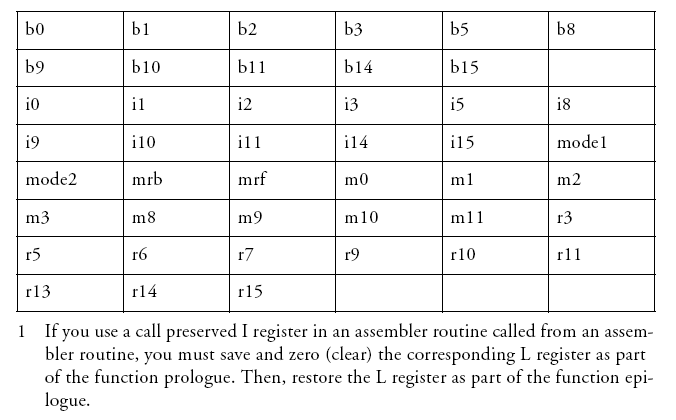 b0 b1 b2 b3 b5 b8
b9 b10 b11 b14 b15
i0 i1 i2 i3 i5 i8
i9 i10 i11 i14 i15 mode1
mode2 mrb mrf m0 m1 m2
m3 m8 m9 m10 m11 r3
r5 r6 r7 r9 r10 r11
r13 r14 r15
1 If you use a call preserved I register in an assembler routine called from an assem-
bler routine, you must save and zero (clear) the corresponding L register as part
of the function prologue. Then, restore the L register as part of the function epi-
logue.